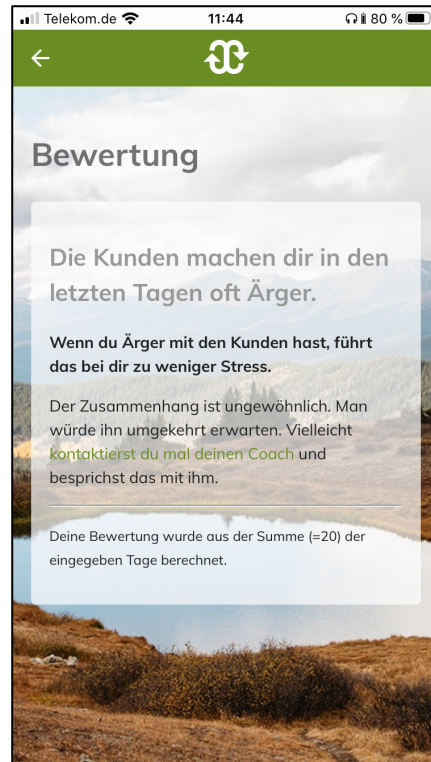 Telekom.de 11:44 80 %
Bewertung
Die Kunden machen dir in den
letzten Tagen oft Ärger.
Wenn du Ärger mit den Kunden hast, führt
das bei dir zu weniger Stress.
Der Zusammenhang ist ungewöhnlich. Man
würde ihn umgekehrt erwarten. Vielleicht
kontaktierst du mal deinen Coach und
besprichst das mit ihm.
Deine Bewertung wurde aus der Summe (=20) der
eingegeben Tage berechnet.